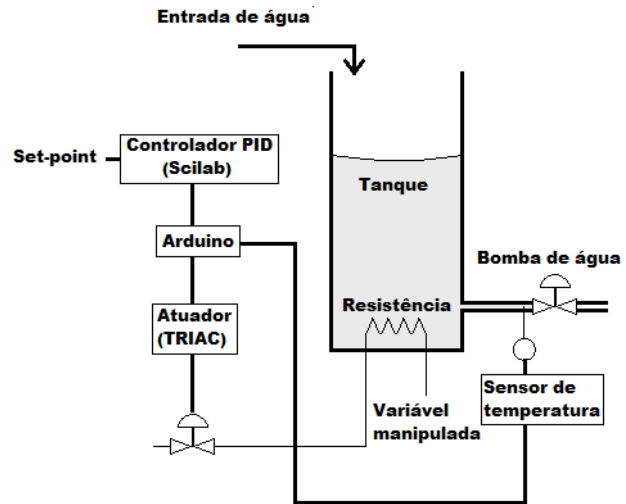 Entrada de água
Controlador PID
(Scilab)
Set-point
Tanque
Arduino
Bomba de água
Resistência
Atuador
(TRIAC)
Sensor de
temperatura
Variável
manipulada